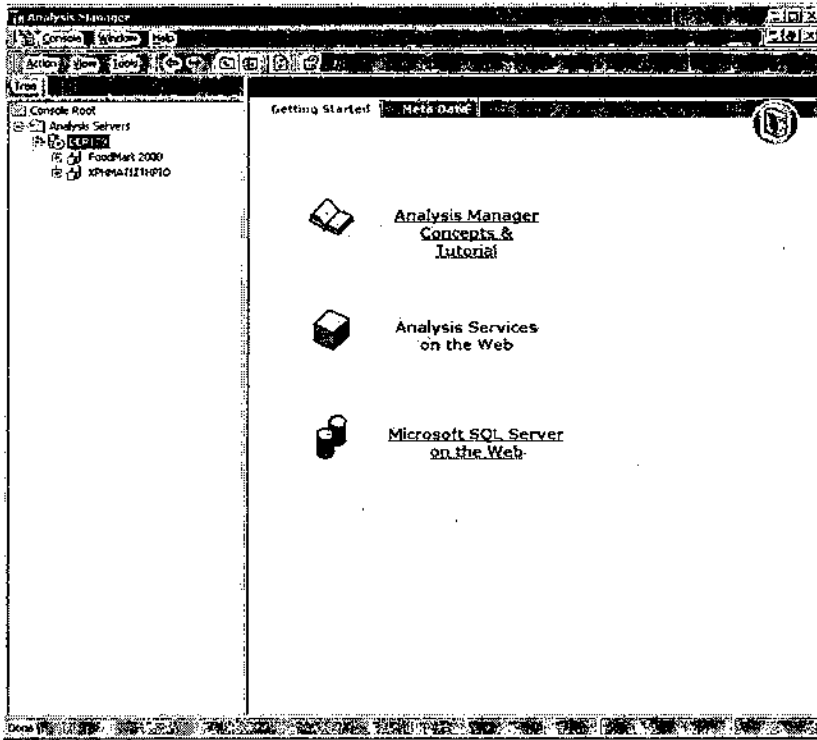 Analysis Manager
Console Window Help
Action View Tools
Tree
Console Root
Analysis Servers
FoodMart 2000
ΧΡΗΜΑΤΙΣΤΗΡΙΟ
Getting Started Meta Data
Analysis Manager
Concepts &
Tutorial
Analysis Services
on the Web
Microsoft SQL Server
on the Web
Done